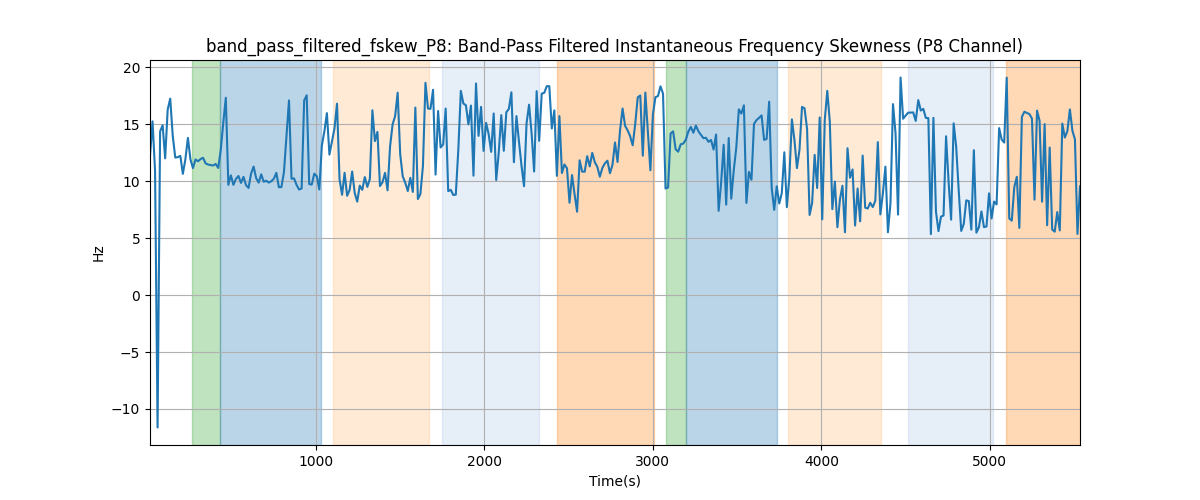 band_pass_filtered_fskew_P8: Band-Pass Filtered Instantaneous Frequency Skewness (P8 Channel)
20
15
10
5
0
−5
−10
Hz
1000 2000 3000 4000 5000
Time(s)